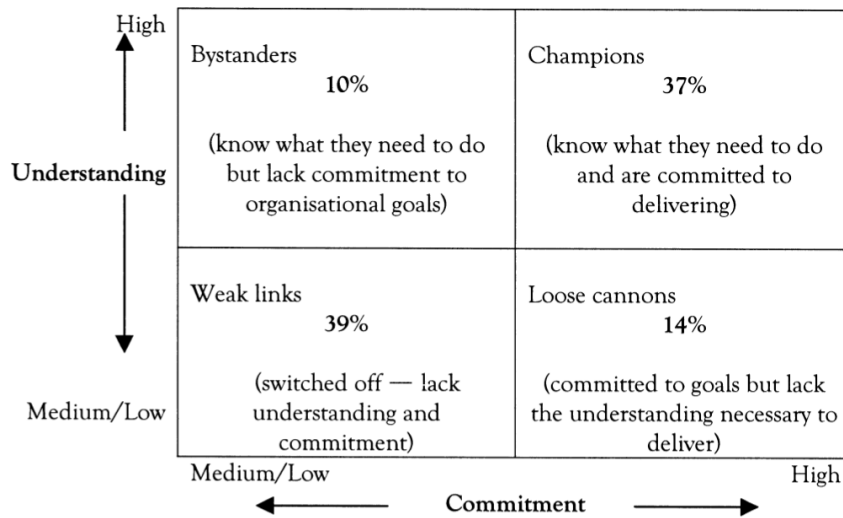 High
Understanding
Medium/Low
Bystanders
10%
(know what they need to do
but lack commitment to
organisational goals)
Champions
37%
(know what they need to do
and are committed to
delivering)
Weak links
39%
(switched off — lack
understanding and
commitment)
Loose cannons
14%
(committed to goals but lack
the understanding necessary to
deliver)
Medium/Low
High
Commitment